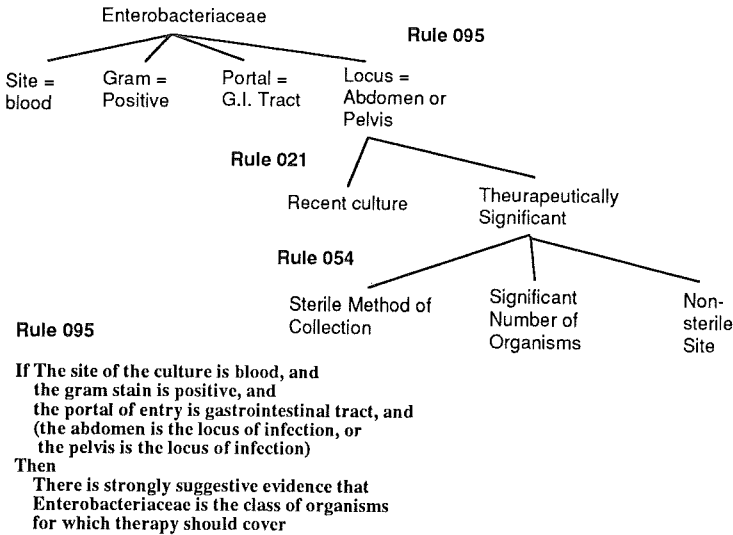 Enterobacteriaceae
Rule 095
Site =
blood
Gram =
Positive
Portal =
G.I. Tract
Locus =
Abdomen or
Pelvis
Rule 021
Recent culture
Theurapeutically
Significant
Rule 054
Sterile Method of
Collection
Significant
Number of
Organisms
Non-
sterile
Site
Rule 095
If The site of the culture is blood, and
the gram stain is positive, and
the portal of entry is gastrointestinal tract, and
(the abdomen is the locus of infection, or
the pelvis is the locus of infection)
Then
There is strongly suggestive evidence that
Enterobacteriaceae is the class of organisms
for which therapy should cover